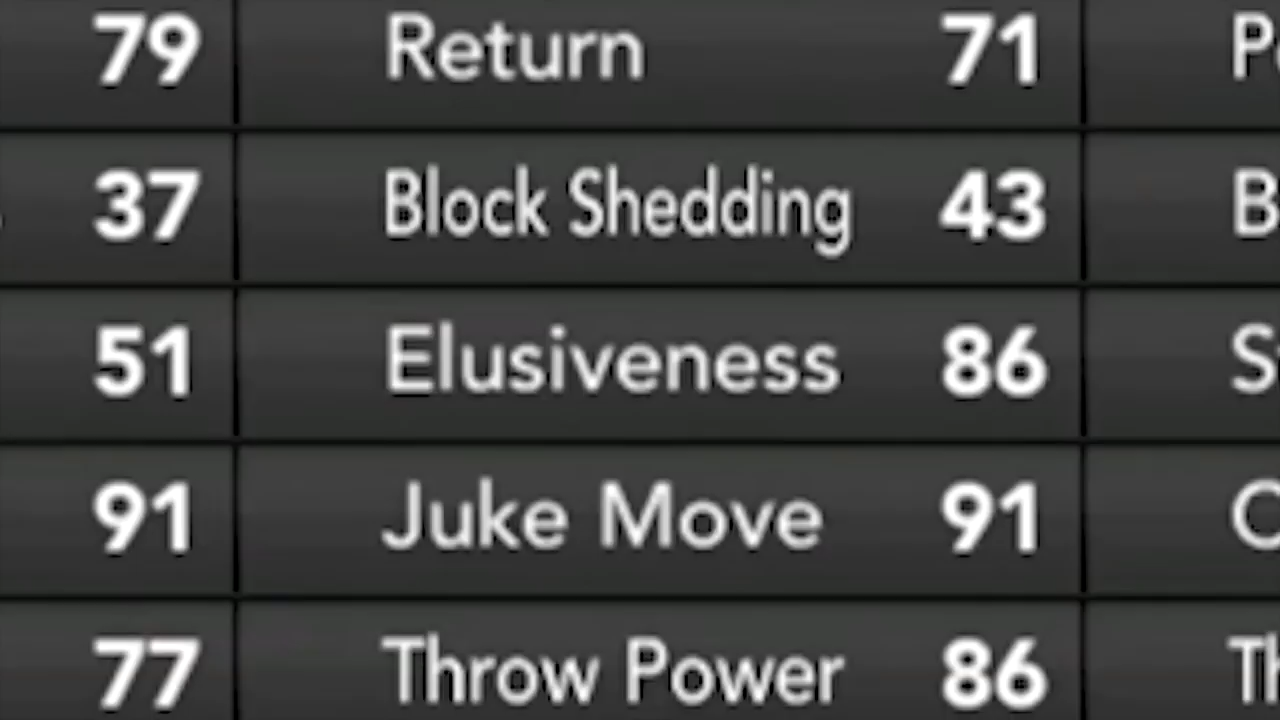 79 Return 71
37 Block Shedding 43
51 Elusiveness 86
91 Juke Move 91
77 Throw Power 86